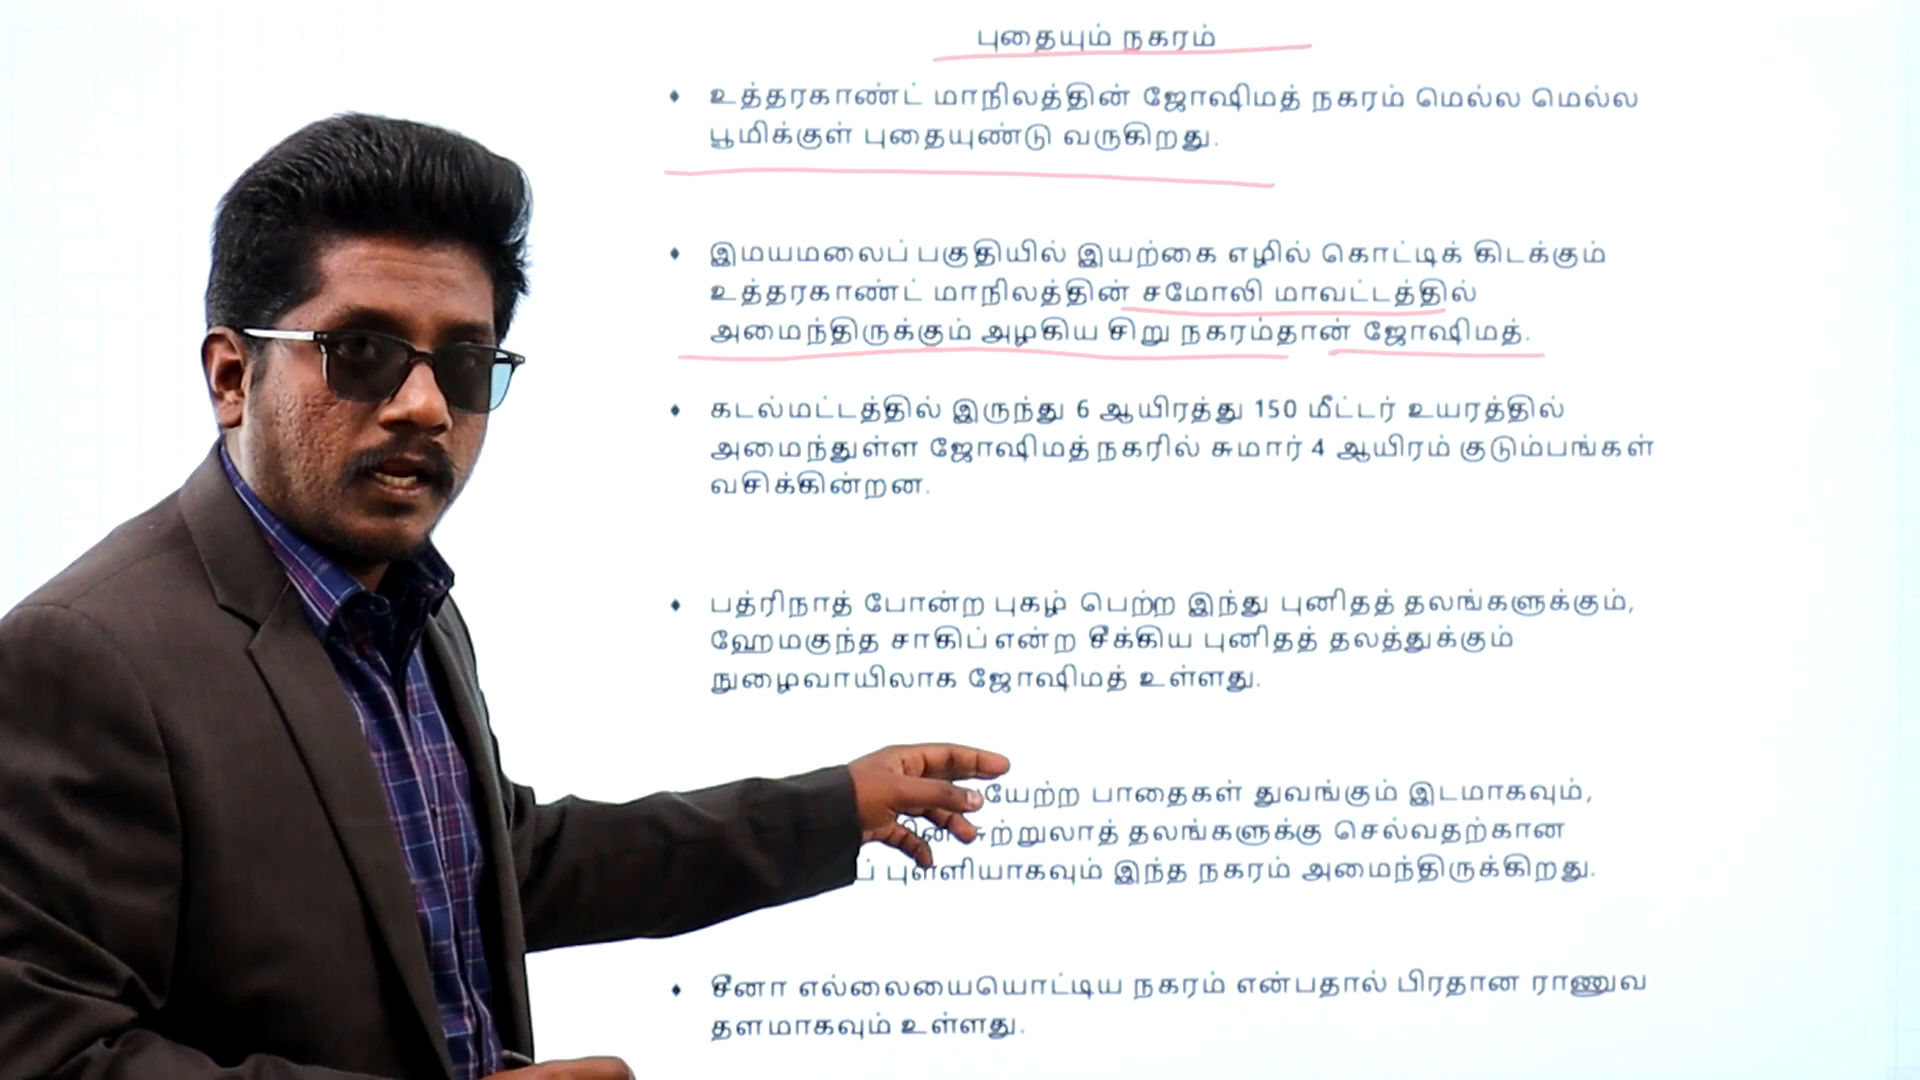 புதையும் நகரம்
உத்தரகாண்ட் மாநிலத்தின் ஜோஷிமத் நகரம் மெல்ல மெல்ல
பூமிக்குள் புதையுண்டு வருகிறது.
இமயமலைப் பகுதியில் இயற்கை எழில் கொட்டிக் கிடக்கும்
உத்தரகாண்ட் மாநிலத்தின் சமோலி மாவட்டத்தில்
அமைந்திருக்கும் அழகிய சிறு நகரம்தான் ஜோஷிமத்.
கடல்மட்டத்தில் இருந்து 6 ஆயிரத்து 150 மீட்டர் உயரத்தில்
அமைந்துள்ள ஜோஷிமத் நகரில் சுமார் 4 ஆயிரம் குடும்பங்கள்
வசிக்கின்றன.
பத்ரிநாத் போன்ற புகழ் பெற்ற இந்து புனிதத் தலங்களுக்கும்,
ஹேமகுந்த சாகிப் என்ற சீக்கிய புனிதத் தலத்துக்கும்
நுழைவாயிலாக ஜோஷிமத் உள்ளது.
பாதைகள் துவங்கும் இடமாகவும்,
சுற்றுலாத் தலங்களுக்கு செல்வதற்கான
புள்ளியாகவும் இந்த நகரம் அமைந்திருக்கிறது.
சீனா எல்லையையொட்டிய நகரம் என்பதால் பிரதான ராணுவ
தளமாகவும் உள்ளது.